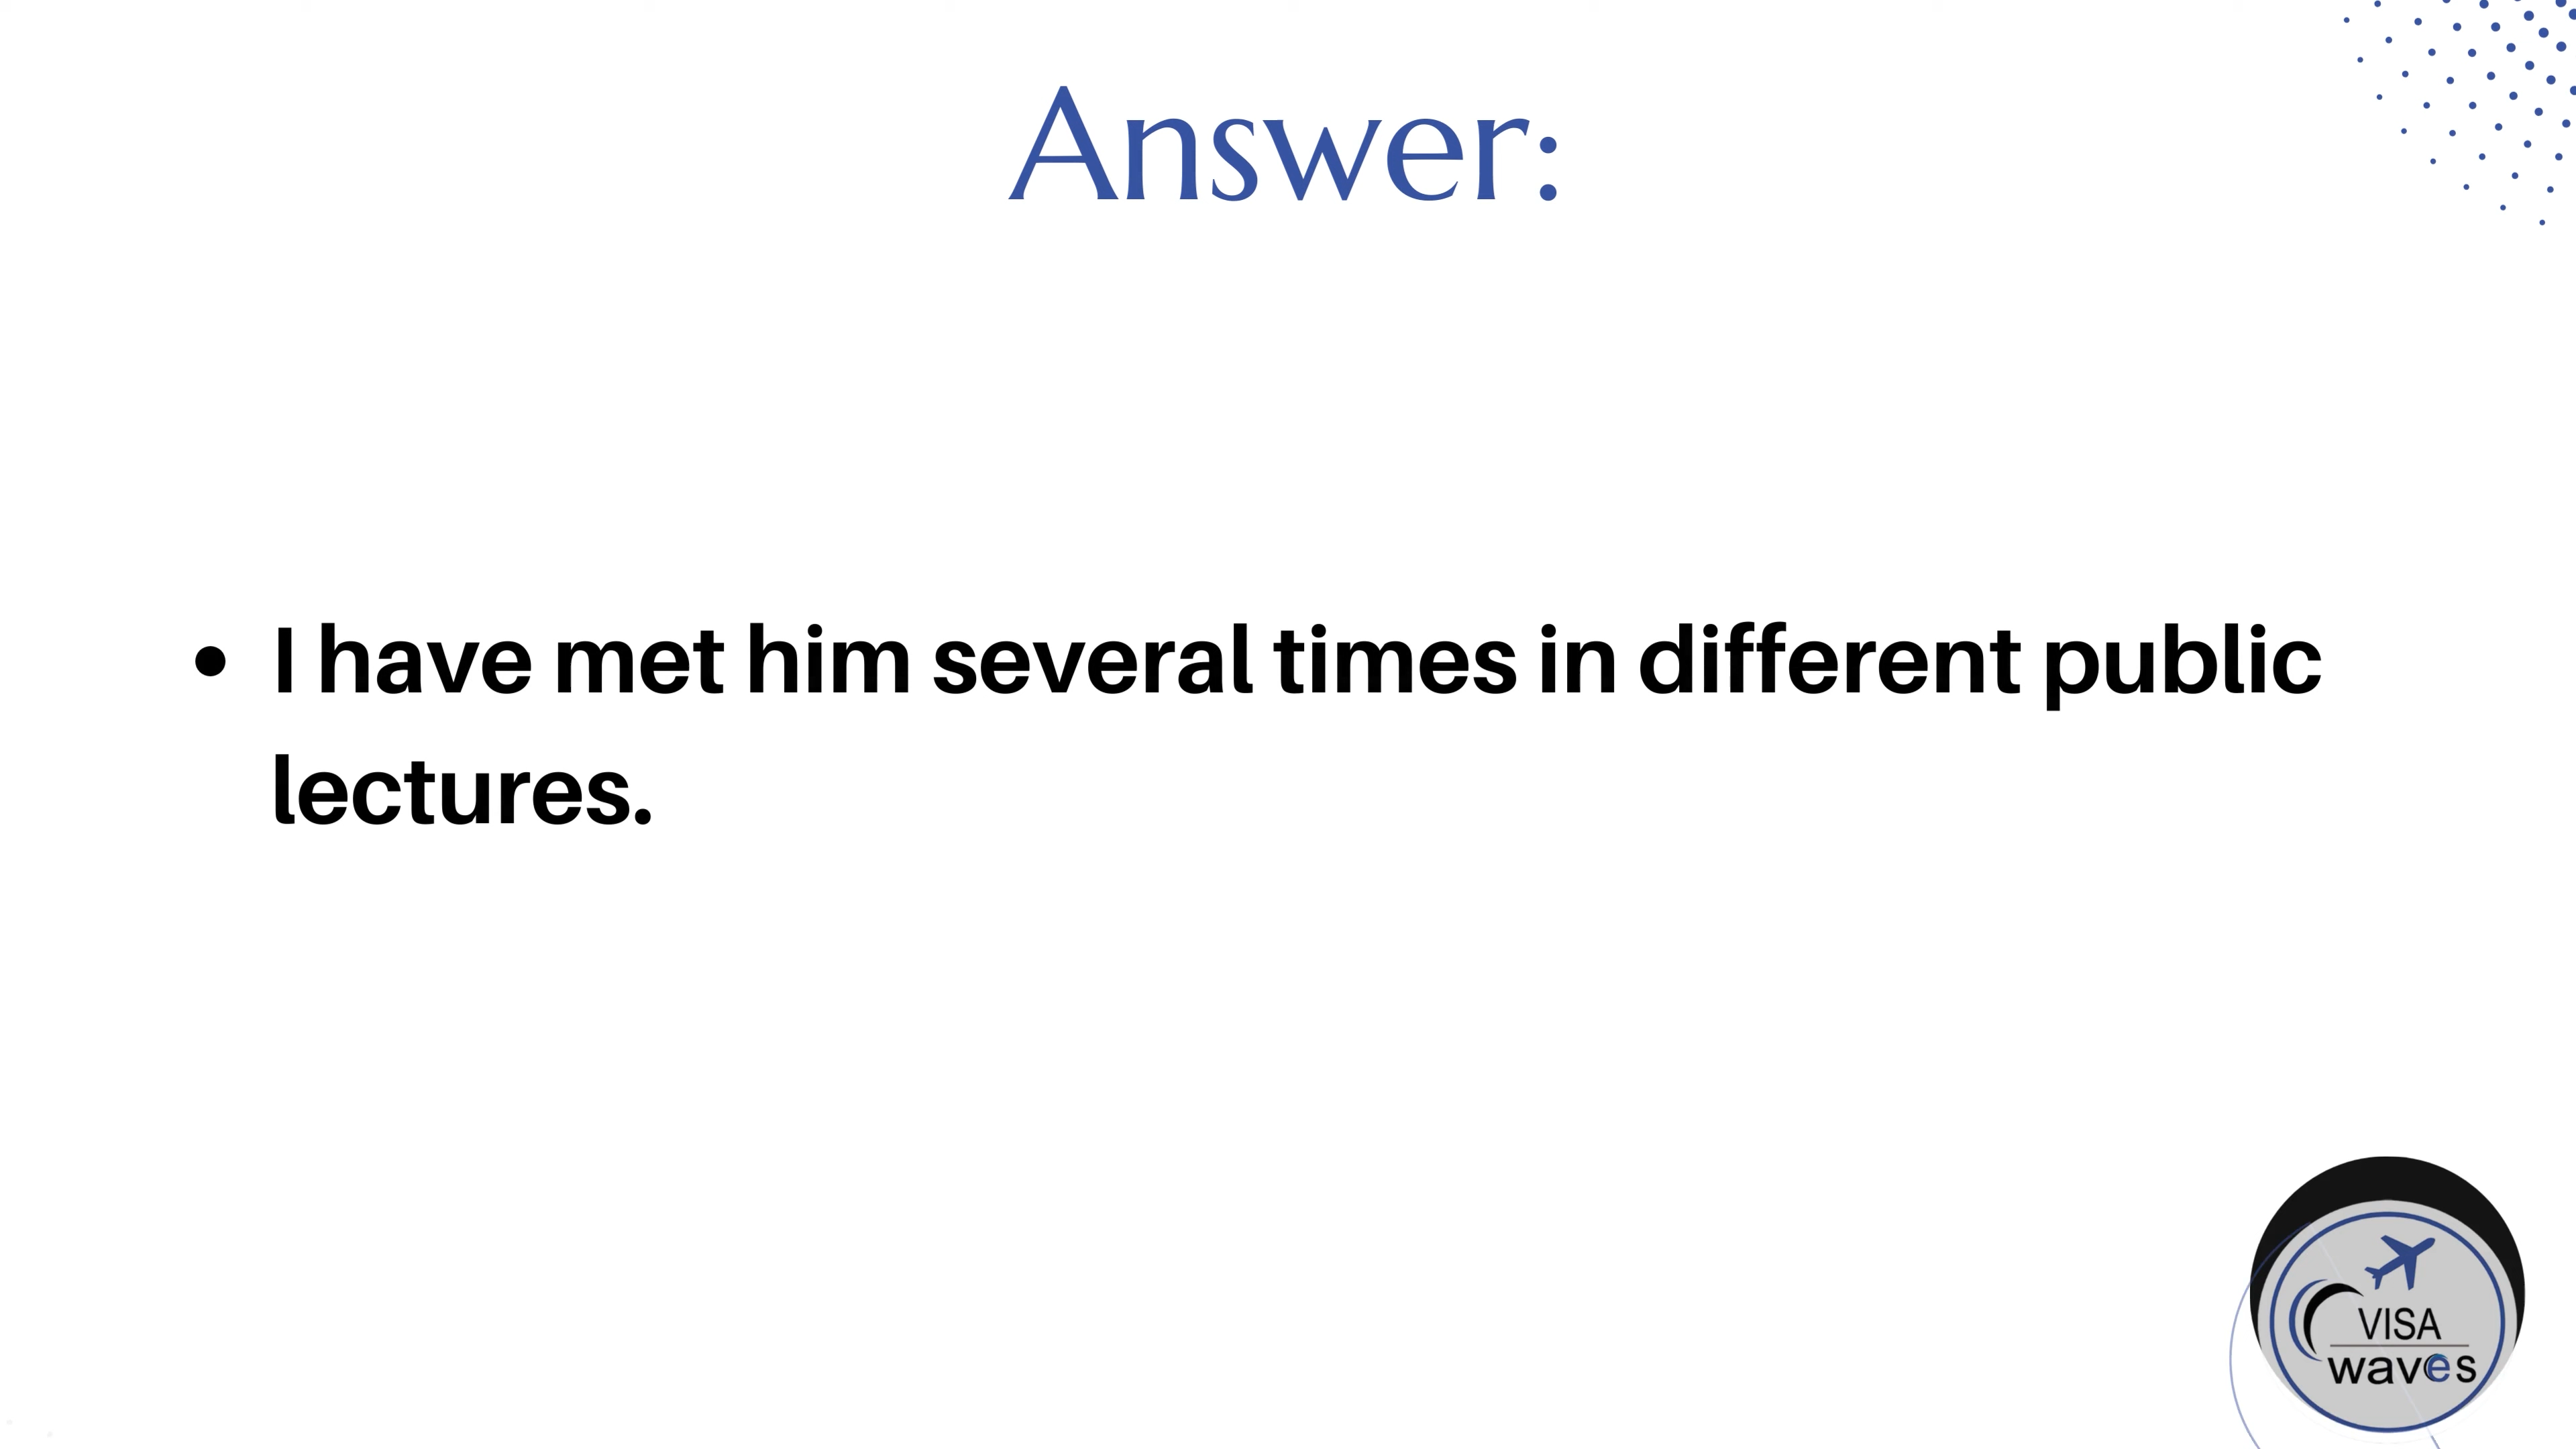 Answer:
• I have met him several times in different public
lectures.
VISA
waves